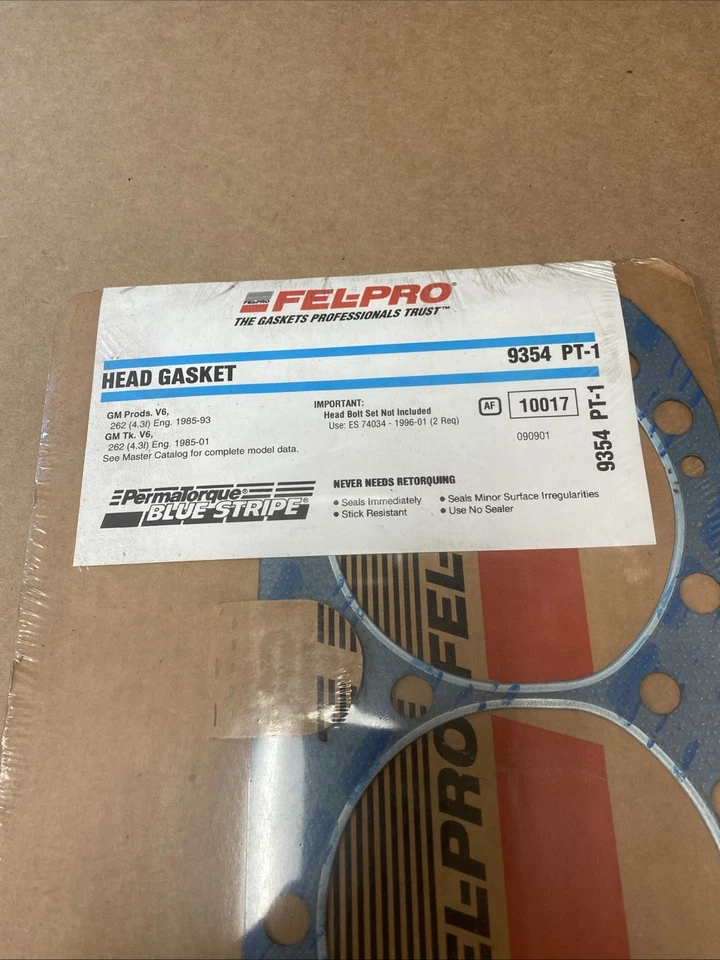 FEL-PRO
FEL-PRO®
THE GASKETS PROFESSIONALS TRUST™
HEAD GASKET
9354 PT-1
GM Prods. V6,
262 (4.3l) Eng. 1985-93
GM Tk. V6,
262 (4.3l) Eng. 1985-01
See Master Catalog for complete model data.
IMPORTANT:
Head Bolt Set Not Included
Use: ES 74034 - 1996-01 (2 Req)
AF 10017
090901
9354 PT-1
PermaTorque®
BLUE STRIPE®
NEVER NEEDS RETORQUING
• Seals Immediately
• Stick Resistant
• Seals Minor Surface Irregularities
• Use No Sealer
FEL-PRO
FEL-